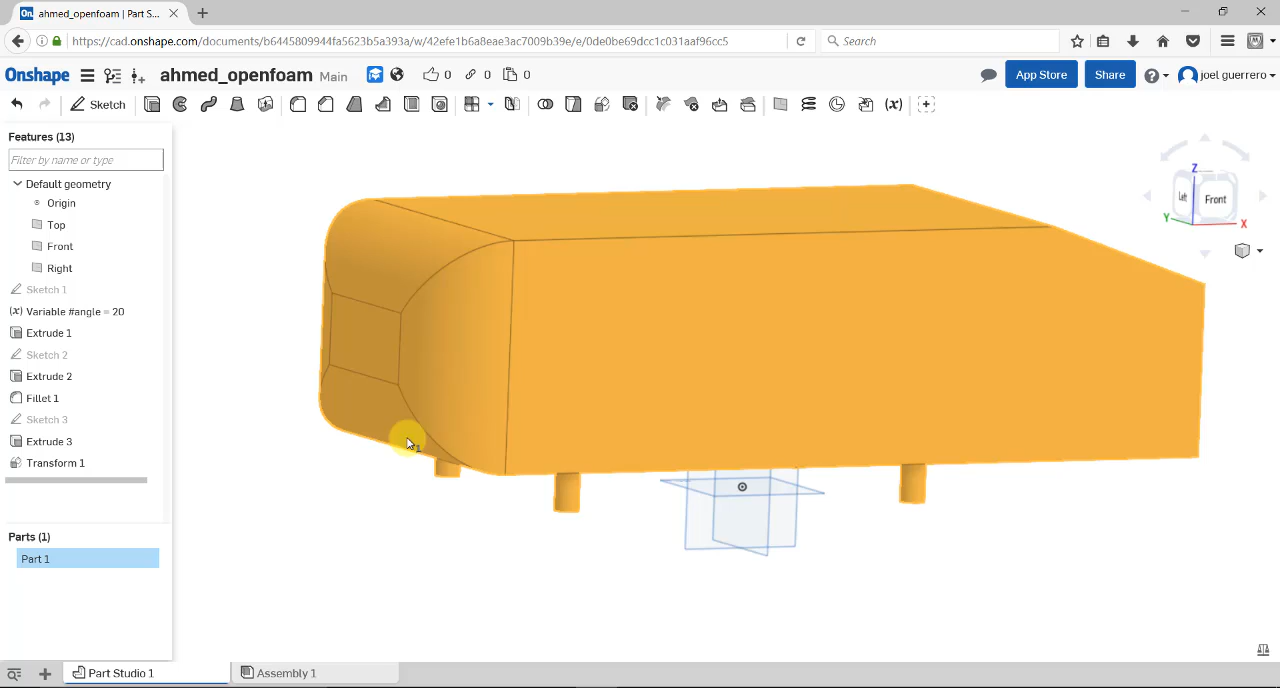 On ahmed_openfoam | Part S...
https://cad.onshape.com/documents/b6445809944fa5623b5a393a/w/42efe1b6a8eae3ac7009b39e/e/0de0be69dcc1c031aaf96cc5
Search
Onshape ahmed_openfoam Main 0 0 0 App Store Share joel guerrero
Sketch (x)
Features (13)
Filter by name or type
Default geometry
Origin
Top
Front
Right
Sketch 1
(x) Variable #angle = 20
Extrude 1
Sketch 2
Extrude 2
Fillet 1
Sketch 3
Extrude 3
Transform 1
Parts (1)
Part 1
Z
Left Front
Y X
Part Studio 1 Assembly 1